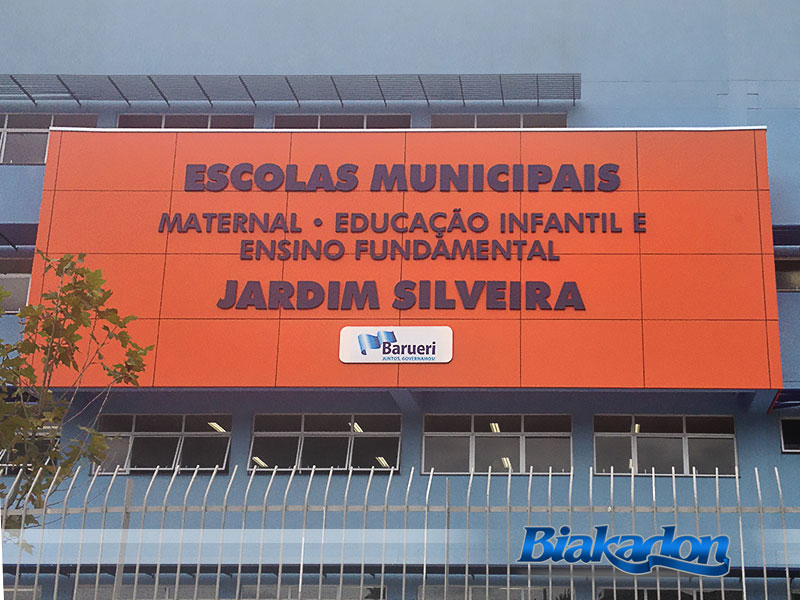 ESCOLAS MUNICIPAIS
MATERNAL • EDUCAÇÃO INFANTIL E
ENSINO FUNDAMENTAL
JARDIM SILVEIRA
Barueri
JUNTOS, GOVERNAMOS!
Biakadon